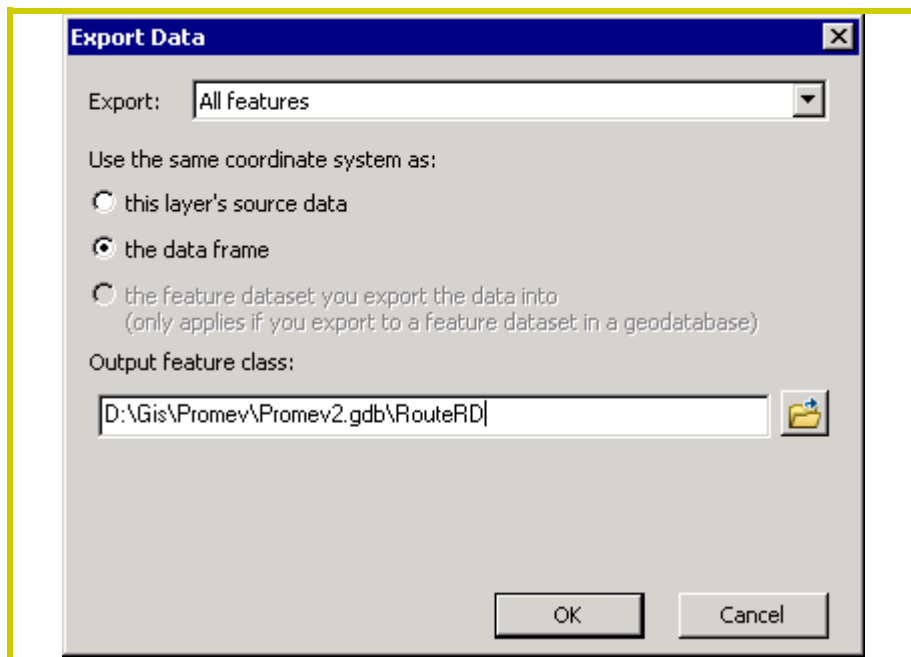 Export Data
Export: All features
Use the same coordinate system as:
this layer's source data
the data frame
the feature dataset you export the data into
(only applies if you export to a feature dataset in a geodatabase)
Output feature class:
D:\Gis\Promev\Promev2.gdb\RouteRD
OK Cancel